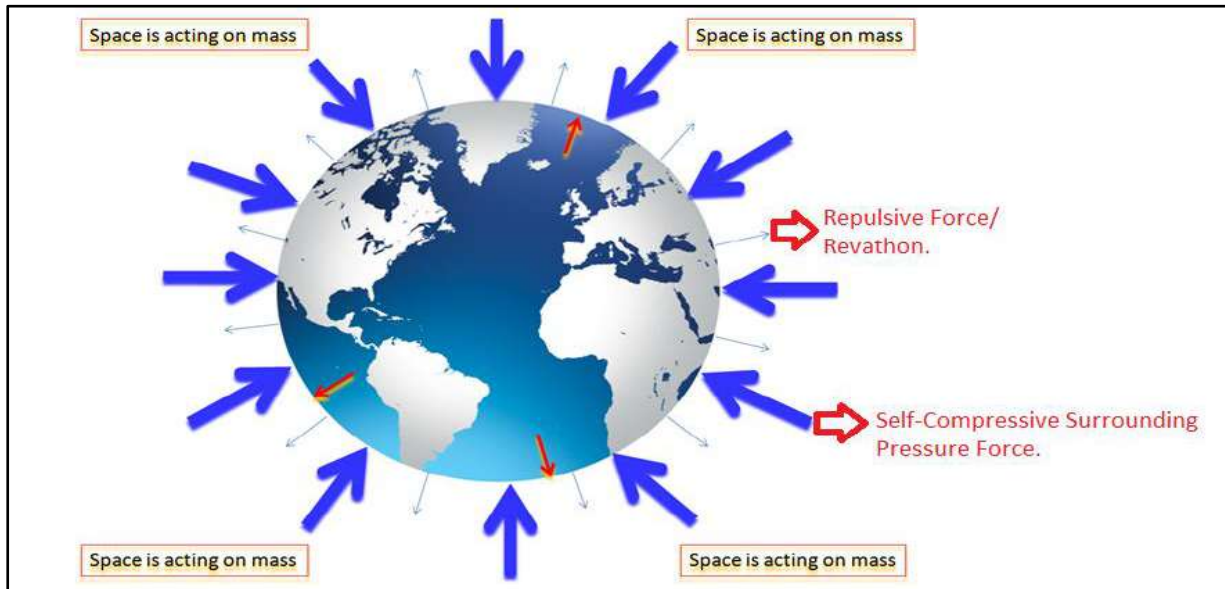 Space is acting on mass
Space is acting on mass
Repulsive Force/
Revathon.
Self-Compressive Surrounding
Pressure Force.
Space is acting on mass
Space is acting on mass